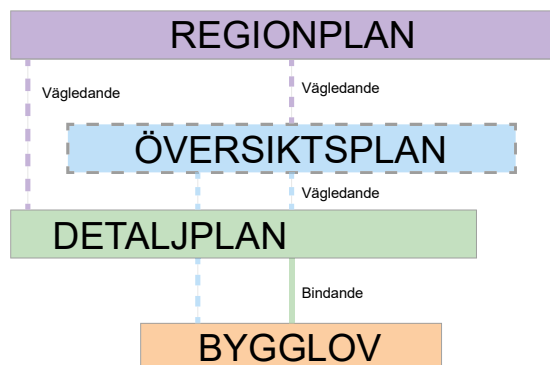 REGIONPLAN
Vägledande
Vägledande
ÖVERSIKTSPLAN
Vägledande
DETALJPLAN
Bindande
BYGGLOV